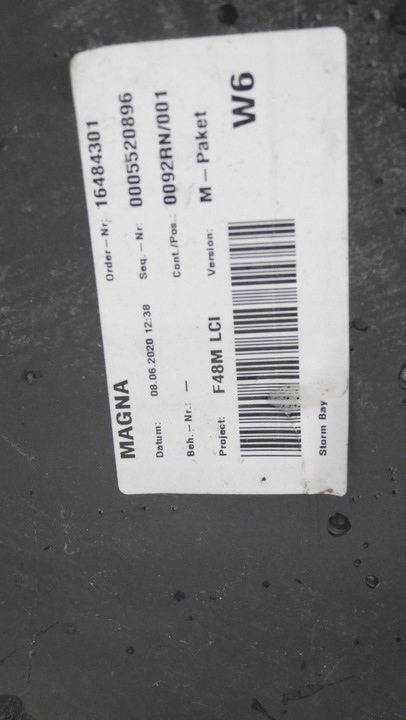 MAGNA Order-Nr: 16484301
Datum: 08.06.2020 12:38 Seq.-Nr: 0005520896
Beh.-Nr.: — Cont./Pos.: 0092RN/001
Project: F48M LCI Version: M-Paket
W6
Storm Bay